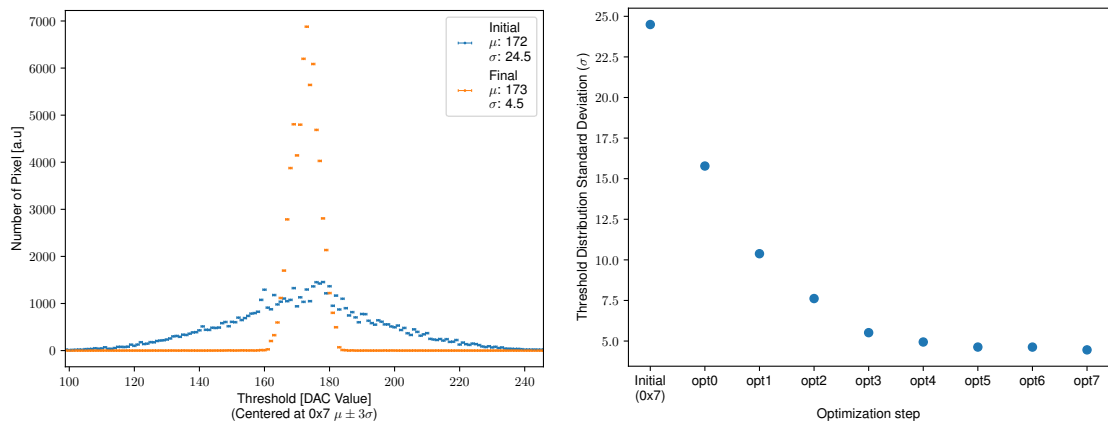 7000
6000
5000
4000
3000
2000
1000
0
Number of Pixel [a.u]
Initial
μ: 172
σ: 24.5
Final
μ: 173
σ: 4.5
100 120 140 160 180 200 220 240
Threshold [DAC Value]
(Centered at 0x7 μ ± 3σ)
25.0
22.5
20.0
17.5
15.0
12.5
10.0
7.5
5.0
Threshold Distribution Standard Deviation (σ)
Initial opt0 opt1 opt2 opt3 opt4 opt5 opt6 opt7
(0x7)
Optimization step